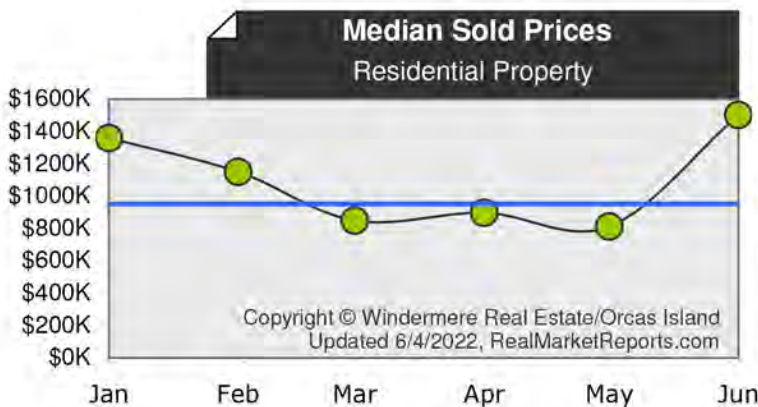 Median Sold Prices
Residential Property
$1600K
$1400K
$1200K
$1000K
$800K
$600K
$400K
$200K
$0K
Copyright © Windermere Real Estate/Orcas Island
Updated 6/4/2022, RealMarketReports.com
Jan Feb Mar Apr May Jun